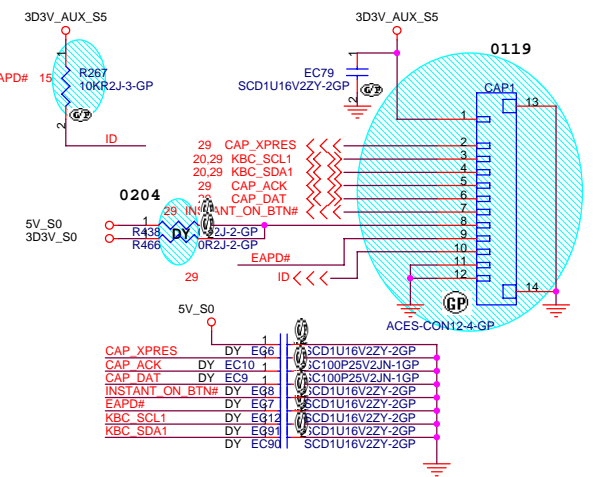 3D3V_AUX_S5
3D3V_AUX_S5
0119
1
R267
EAPD# 15
10KR2J-3-GP
2
ID
1
EC79
SCD1U16V2ZY-2GP
2
CAP1
13
1
29 CAP_XPRES 2
20,29 KBC_SCL1 3
20,29 KBC_SDA1 4
29 CAP_ACK 5
CAP_DAT 6
29 INSTANT_ON_BTN# 7
0204
5V_S0 1 8
R438 DY
3D3V_S0 9
R466 0R2J-2-GP
EAPD# 10
11
29 ID 12
14
GP
ACES-CON12-4-GP
5V_S0
CAP_XPRES DY EC6 SCD1U16V2ZY-2GP
CAP_ACK DY EC10 SC100P25V2JN-1GP
CAP_DAT DY EC9 SC100P25V2JN-1GP
INSTANT_ON_BTN# DY EC8 SCD1U16V2ZY-2GP
EAPD# DY EC7 SCD1U16V2ZY-2GP
KBC_SCL1 DY EC12 SCD1U16V2ZY-2GP
KBC_SDA1 DY EC91 SCD1U16V2ZY-2GP
DY EC90 SCD1U16V2ZY-2GP